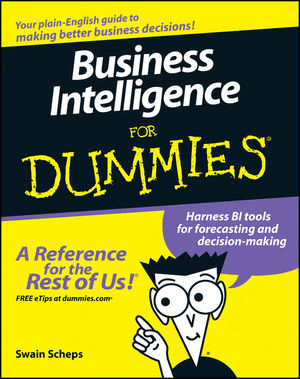 Your plain-English guide to
making better business decisions!
Business
Intelligence
FOR
DUMMIES®
Harness BI tools
for forecasting and
decision-making
A Reference
for the
Rest of Us!®
FREE eTips at dummies.com®
Swain Scheps